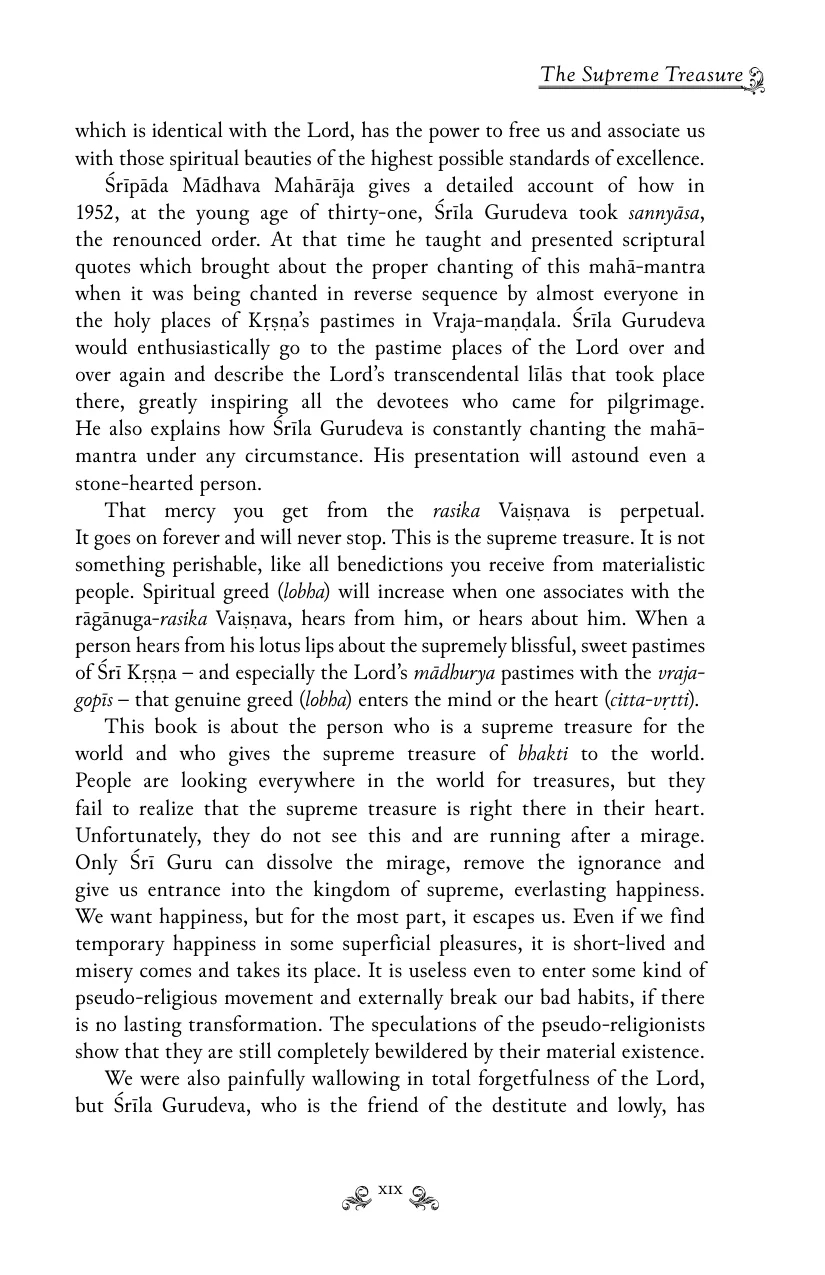 The Supreme Treasure
which is identical with the Lord, has the power to free us and associate us
with those spiritual beauties of the highest possible standards of excellence.
Śrīpāda Mādhava Mahārāja gives a detailed account of how in
1952, at the young age of thirty-one, Śrīla Gurudeva took sannyāsa,
the renounced order. At that time he taught and presented scriptural
quotes which brought about the proper chanting of this mahā-mantra
when it was being chanted in reverse sequence by almost everyone in
the holy places of Kṛṣṇa’s pastimes in Vraja-maṇḍala. Śrīla Gurudeva
would enthusiastically go to the pastime places of the Lord over and
over again and describe the Lord’s transcendental līlās that took place
there, greatly inspiring all the devotees who came for pilgrimage.
He also explains how Śrīla Gurudeva is constantly chanting the mahā-
mantra under any circumstance. His presentation will astound even a
stone-hearted person.
That mercy you get from the rasika Vaiṣṇava is perpetual.
It goes on forever and will never stop. This is the supreme treasure. It is not
something perishable, like all benedictions you receive from materialistic
people. Spiritual greed (lobha) will increase when one associates with the
rāgānuga-rasika Vaiṣṇava, hears from him, or hears about him. When a
person hears from his lotus lips about the supremely blissful, sweet pastimes
of Śrī Kṛṣṇa – and especially the Lord’s mādhurya pastimes with the vraja-
gopīs – that genuine greed (lobha) enters the mind or the heart (citta-vṛtti).
This book is about the person who is a supreme treasure for the
world and who gives the supreme treasure of bhakti to the world.
People are looking everywhere in the world for treasures, but they
fail to realize that the supreme treasure is right there in their heart.
Unfortunately, they do not see this and are running after a mirage.
Only Śrī Guru can dissolve the mirage, remove the ignorance and
give us entrance into the kingdom of supreme, everlasting happiness.
We want happiness, but for the most part, it escapes us. Even if we find
temporary happiness in some superficial pleasures, it is short-lived and
misery comes and takes its place. It is useless even to enter some kind of
pseudo-religious movement and externally break our bad habits, if there
is no lasting transformation. The speculations of the pseudo-religionists
show that they are still completely bewildered by their material existence.
We were also painfully wallowing in total forgetfulness of the Lord,
but Śrīla Gurudeva, who is the friend of the destitute and lowly, has
XIX